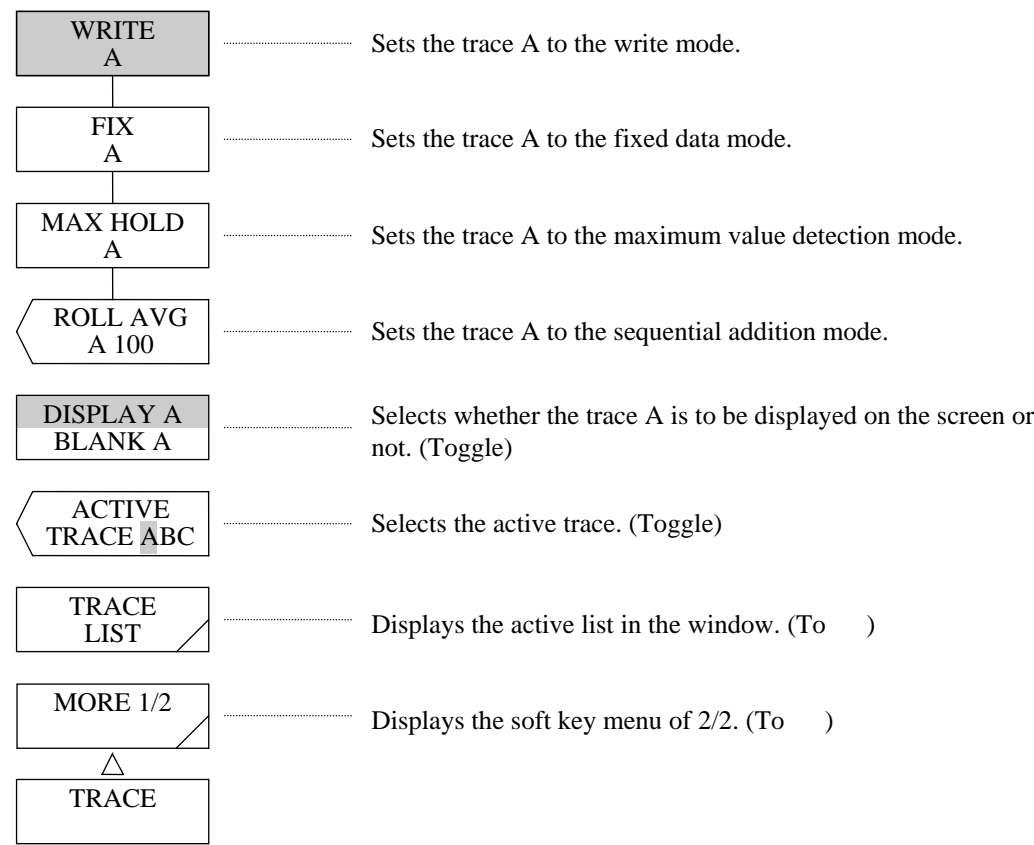 WRITE
A
Sets the trace A to the write mode.
FIX
A
Sets the trace A to the fixed data mode.
MAX HOLD
A
Sets the trace A to the maximum value detection mode.
ROLL AVG
A 100
Sets the trace A to the sequential addition mode.
DISPLAY A
BLANK A
Selects whether the trace A is to be displayed on the screen or
not. (Toggle)
ACTIVE
TRACE ABC
Selects the active trace. (Toggle)
TRACE
LIST
Displays the active list in the window. (To )
MORE 1/2
Displays the soft key menu of 2/2. (To )
TRACE